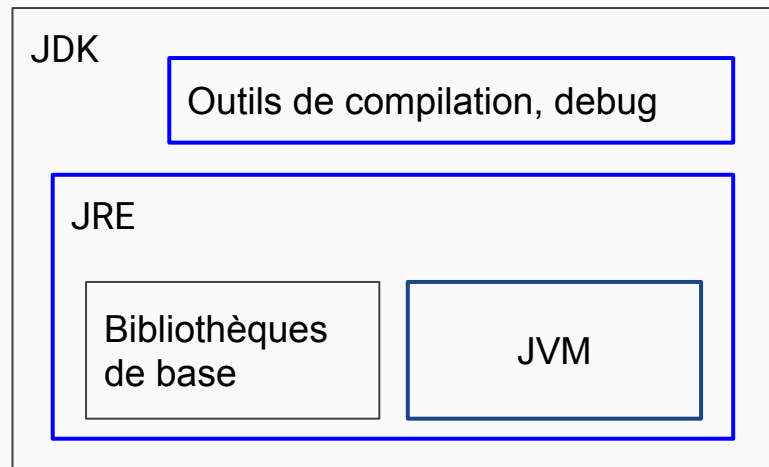 JDK
Outils de compilation, debug
JRE
Bibliothèques
de base
JVM